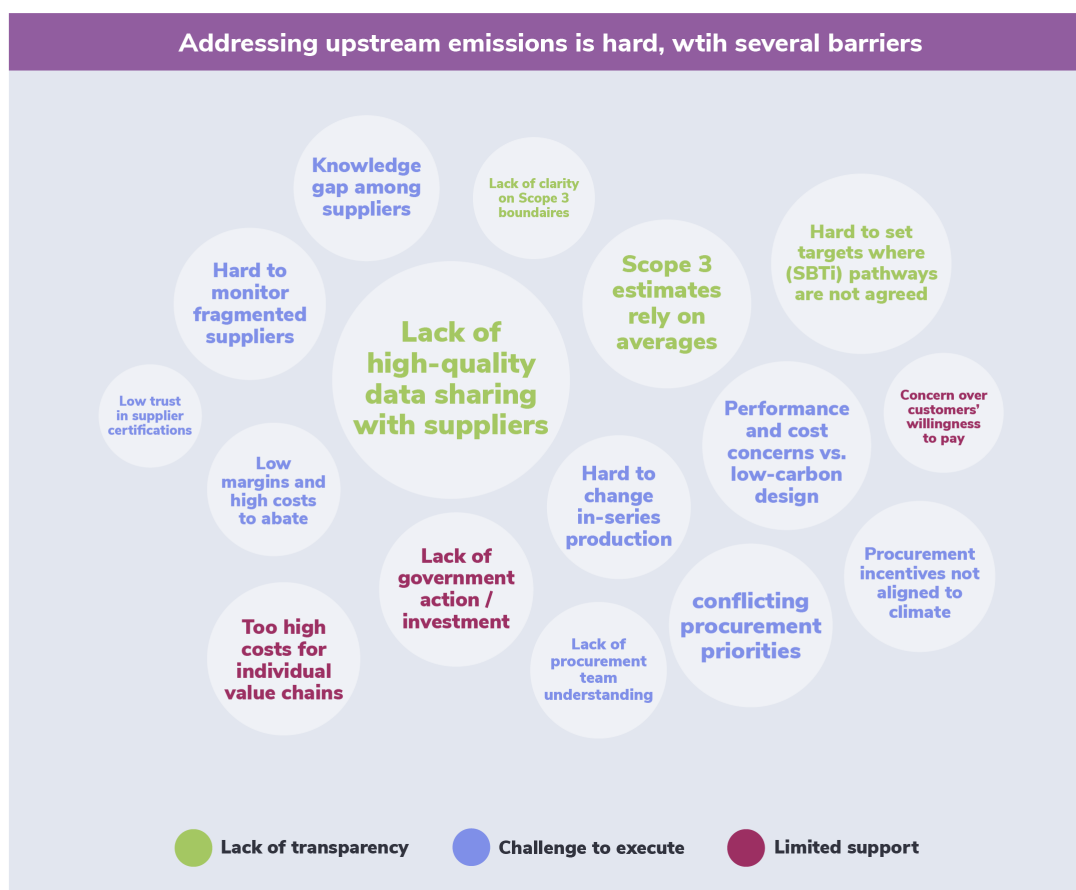 Addressing upstream emissions is hard, wtih several barriers
Knowledge
gap among
suppliers
Lack of clarity
on Scope 3
boundaires
Hard to set
targets where
(SBTi) pathways
are not agreed
Hard to
monitor
fragmented
suppliers
Scope 3
estimates
rely on
averages
Lack of
high-quality
data sharing
with suppliers
Low trust
in supplier
certifications
Performance
and cost
concerns vs.
low-carbon
design
Concern over
customers’
willingness
to pay
Low
margins and
high costs
to abate
Hard to
change
in-series
production
Lack of
government
action /
investment
Procurement
incentives not
aligned to
climate
Too high
costs for
individual
value chains
Lack of
procurement
team
understanding
conflicting
procurement
priorities
Lack of transparency
Challenge to execute
Limited support